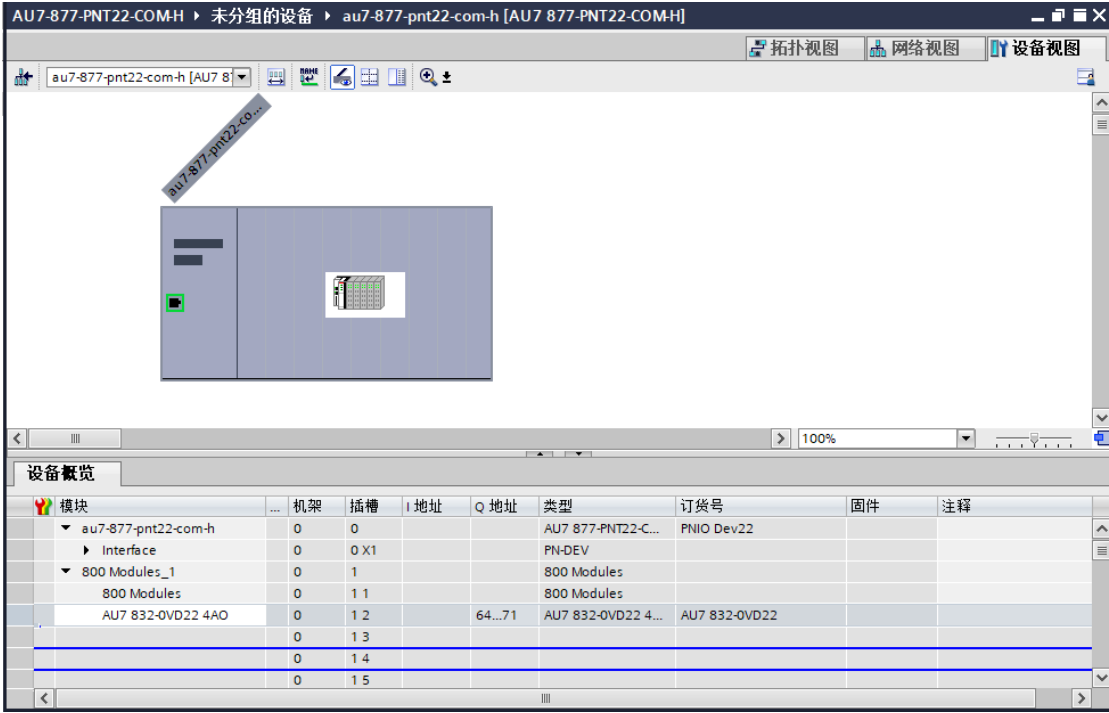 AU7-877-PNT22-COM-H ▸ 未分组的设备 ▸ au7-877-pnt22-com-h [AU7 877-PNT22-COM-H]
拓扑视图 网络视图 设备视图
au7-877-pnt22-com-h [AU7 8
au7-877-pnt22-co...
100%
设备概览
模块 ... 机架 插槽 I 地址 Q 地址 类型 订货号 固件 注释
au7-877-pnt22-com-h 0 0 AU7 877-PNT22-C... PNIO Dev22
Interface 0 0 X1 PN-DEV
800 Modules_1 0 1 800 Modules
800 Modules 0 1 1 800 Modules
AU7 832-0VD22 4AO 0 1 2 64...71 AU7 832-0VD22 4... AU7 832-0VD22
0 1 3
0 1 4
0 1 5